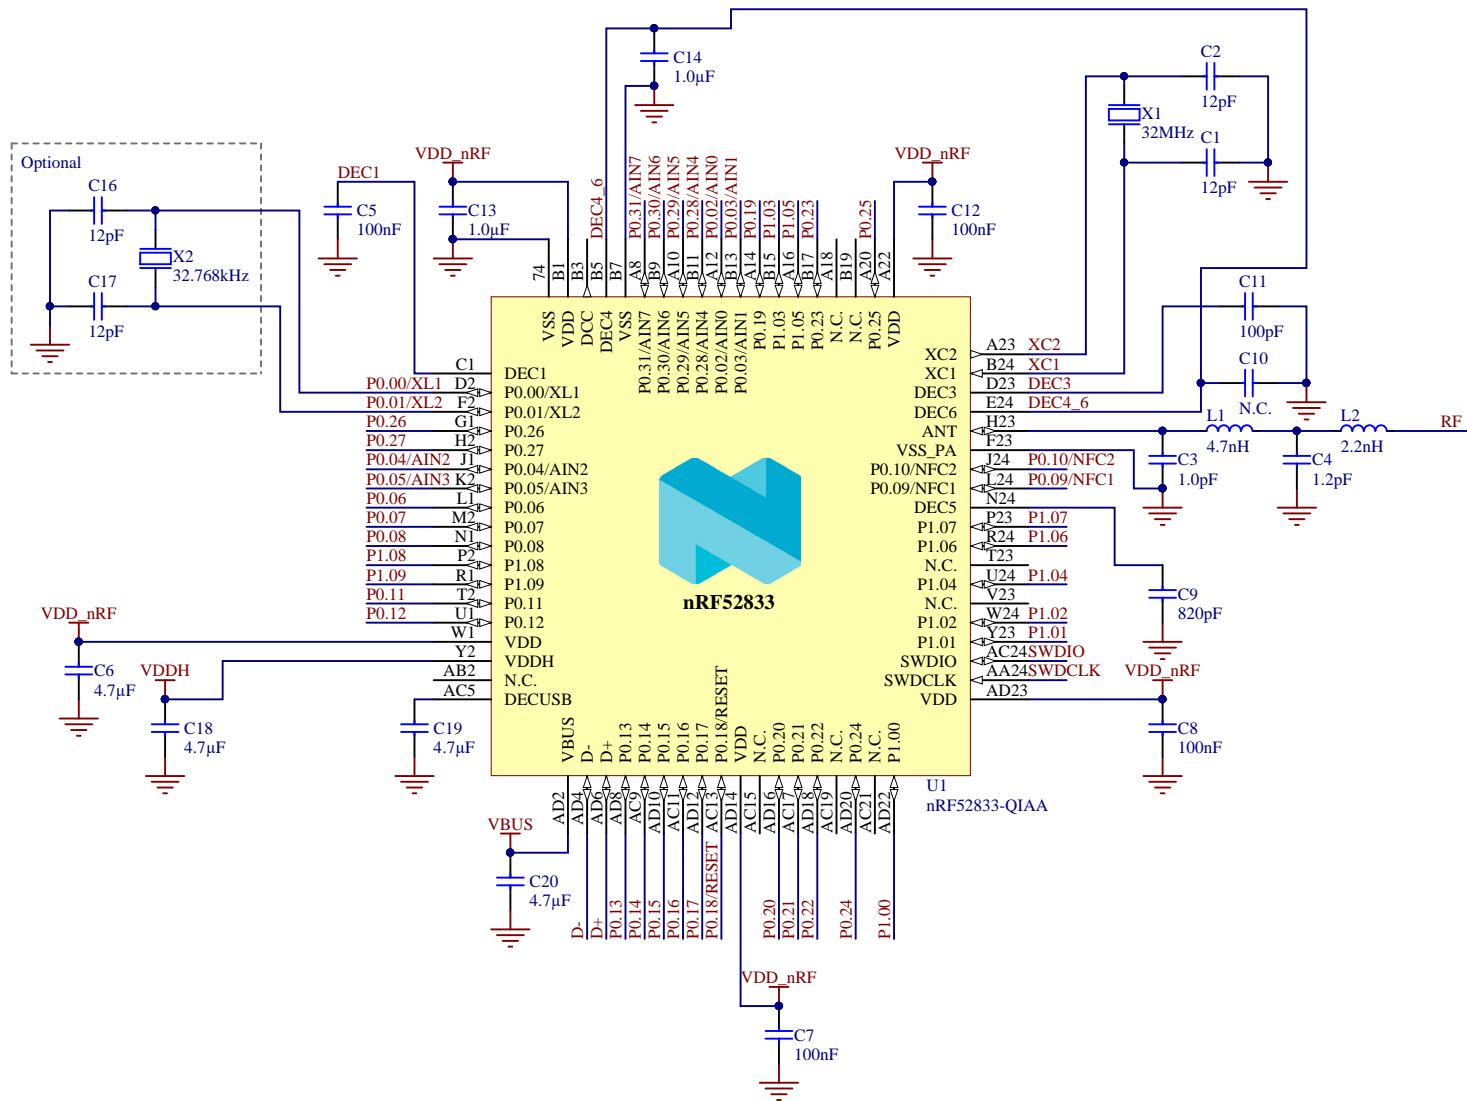 C14
1.0µF
C2
12pF
X1
32MHz
C1
12pF
Optional
C16
12pF
X2
32.768kHz
C17
12pF
DEC1
C5
100nF
VDD_nRF
C13
1.0µF
DEC4_6
P0.31/AIN7
P0.30/AIN6
P0.29/AIN5
P0.28/AIN4
P0.02/AIN0
P0.03/AIN1
P0.19
P1.03
P1.05
P0.23
P0.25
VDD_nRF
C12
100nF
74
B1
B3
B5
B7
A8
B9
A10
B11
A12
B13
A14
B15
A16
B17
A18
B19
A20
A22
VSS
VDD
DCC
DEC4
VSS
P0.31/AIN7
P0.30/AIN6
P0.29/AIN5
P0.28/AIN4
P0.02/AIN0
P0.03/AIN1
P0.19
P1.03
P1.05
P0.23
N.C.
N.C.
P0.25
VDD
C1 DEC1
P0.00/XL1 D2 P0.00/XL1
P0.01/XL2 F2 P0.01/XL2
P0.26 G1 P0.26
P0.27 H2 P0.27
P0.04/AIN2 J1 P0.04/AIN2
P0.05/AIN3 K2 P0.05/AIN3
P0.06 L1 P0.06
P0.07 M2 P0.07
P0.08 N1 P0.08
P1.08 P2 P1.08
P1.09 R1 P1.09
P0.11 T2 P0.11
P0.12 U1 P0.12
W1 VDD
Y2 VDDH
AB2 N.C.
AC5 DECUSB
XC2 A23 XC2
XC1 B24 XC1
DEC3 D23 DEC3
DEC6 E24 DEC4_6
ANT H23
VSS_PA F23
P0.10/NFC2 J24 P0.10/NFC2
P0.09/NFC1 L24 P0.09/NFC1
DEC5 N24
P1.07 P23 P1.07
P1.06 R24 P1.06
N.C. T23
P1.04 U24 P1.04
N.C. V23
P1.02 W24 P1.02
P1.01 Y23 P1.01
SWDIO AC24 SWDIO
SWDCLK AA24 SWDCLK
VDD AD23
C11
100pF
C10
N.C.
L1
4.7nH
L2
2.2nH
RF
C3
1.0pF
C4
1.2pF
C9
820pF
VDD_nRF
C8
100nF
nRF52833
VDD_nRF
C6
4.7µF
VDDH
C18
4.7µF
C19
4.7µF
VBUS
D-
D+
P0.13
P0.14
P0.15
P0.16
P0.17
P0.18/RESET
VDD
N.C.
P0.20
P0.21
P0.22
N.C.
P0.24
N.C.
P1.00
U1
nRF52833-QIAA
AD2
AD4
AD6
AD8
AC9
AD10
AC11
AD12
AC13
AD14
AC15
AD16
AC17
AD18
AC19
AD20
AC21
AD22
VBUS
C20
4.7µF
D-
D+
P0.13
P0.14
P0.15
P0.16
P0.17
P0.18/RESET
P0.20
P0.21
P0.22
P0.24
P1.00
VDD_nRF
C7
100nF